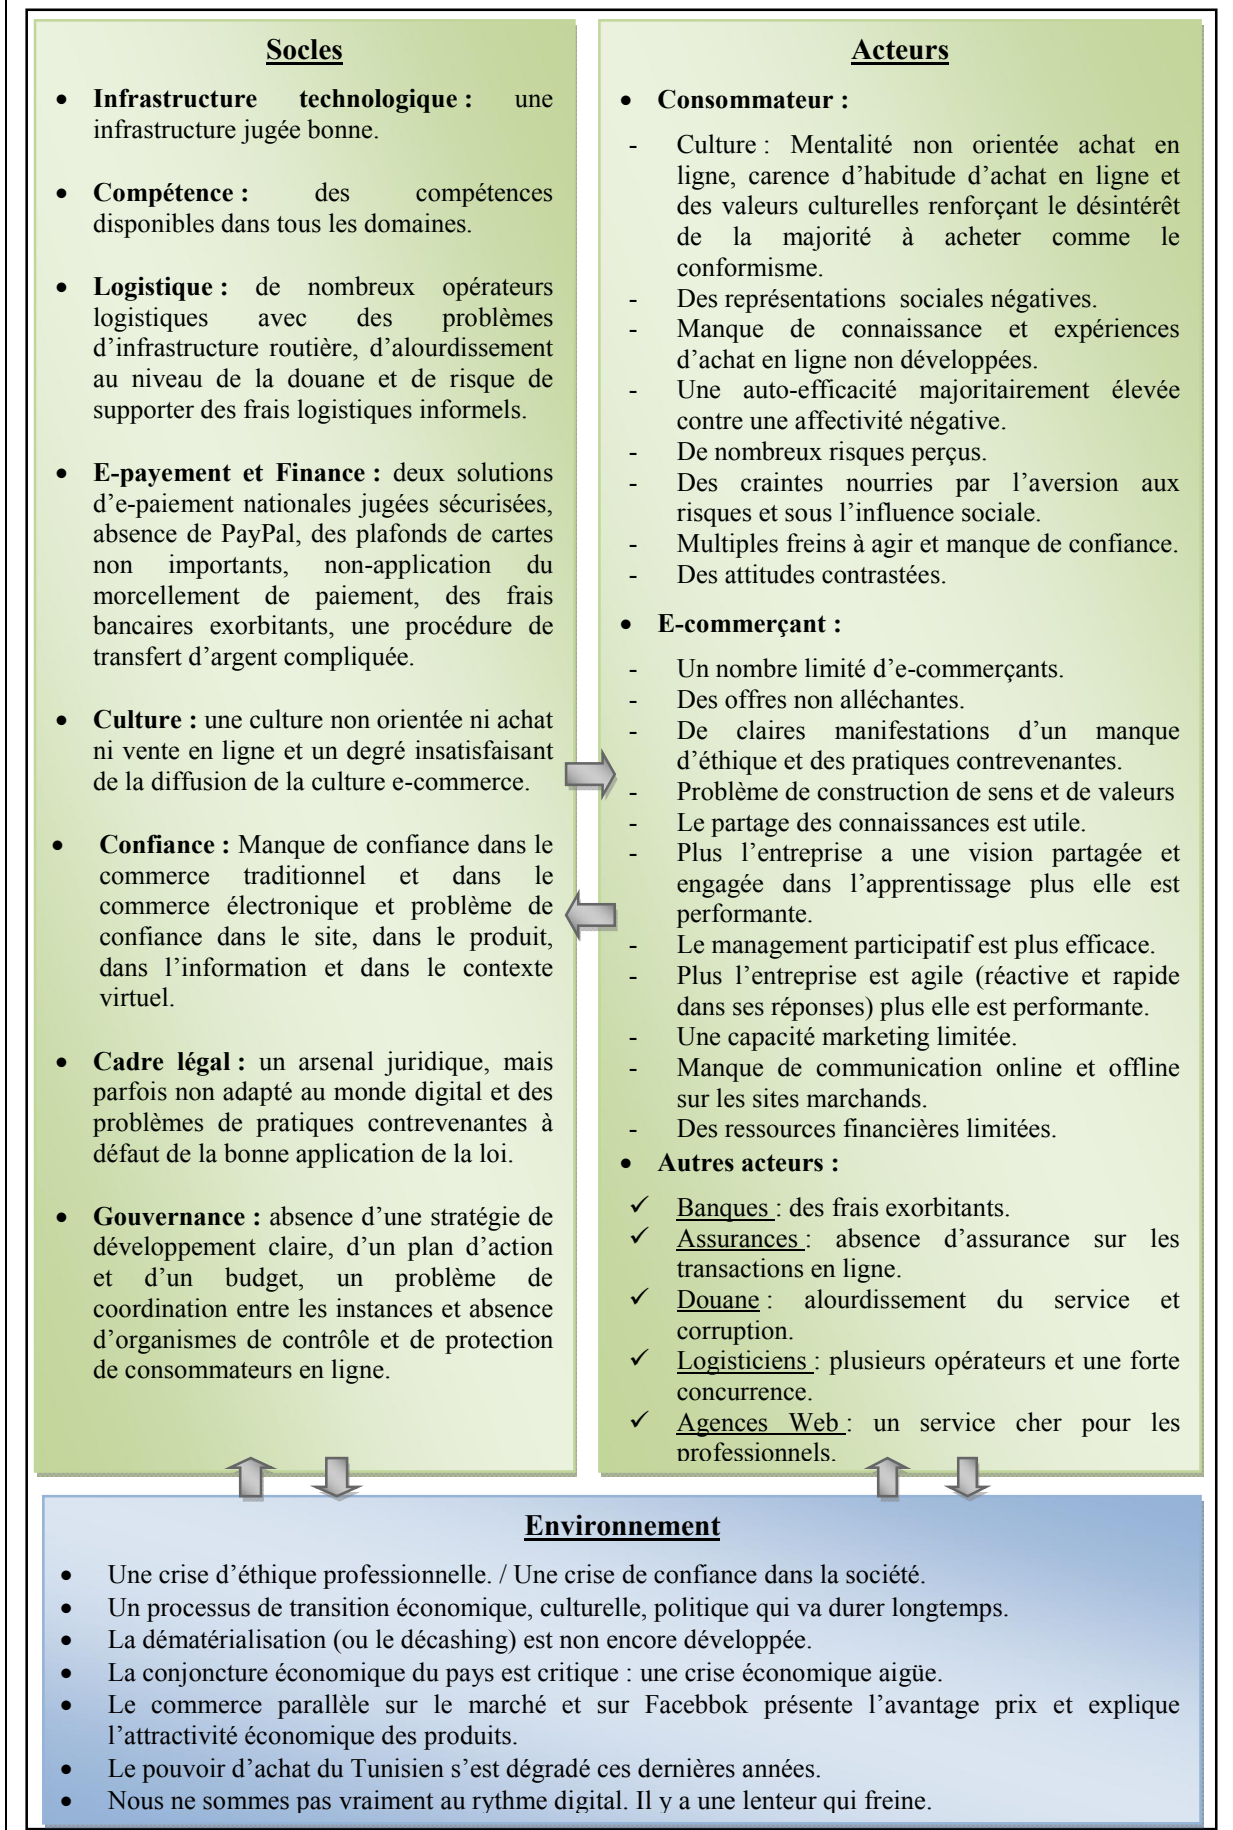 Socles
• Infrastructure technologique : une
infrastructure jugée bonne.
• Compétence : des compétences
disponibles dans tous les domaines.
• Logistique : de nombreux opérateurs
logistiques avec des problèmes
d’infrastructure routière, d’alourdissement
au niveau de la douane et de risque de
supporter des frais logistiques informels.
• E-payement et Finance : deux solutions
d’e-paiement nationales jugées sécurisées,
absence de PayPal, des plafonds de cartes
non importants, non-application du
morcellement de paiement, des frais
bancaires exorbitants, une procédure de
transfert d’argent compliquée.
• Culture : une culture non orientée ni achat
ni vente en ligne et un degré insatisfaisant
de la diffusion de la culture e-commerce.
• Confiance : Manque de confiance dans le
commerce traditionnel et dans le
commerce électronique et problème de
confiance dans le site, dans le produit,
dans l’information et dans le contexte
virtuel.
• Cadre légal : un arsenal juridique, mais
parfois non adapté au monde digital et des
problèmes de pratiques contrevenantes à
défaut de la bonne application de la loi.
• Gouvernance : absence d’une stratégie de
développement claire, d’un plan d’action
et d’un budget, un problème de
coordination entre les instances et absence
d’organismes de contrôle et de protection
de consommateurs en ligne.
Acteurs
• Consommateur :
- Culture : Mentalité non orientée achat en
ligne, carence d’habitude d’achat en ligne et
des valeurs culturelles renforçant le désintérêt
de la majorité à acheter comme le
conformisme.
- Des représentations sociales négatives.
- Manque de connaissance et expériences
d’achat en ligne non développées.
- Une auto-efficacité majoritairement élevée
contre une affectivité négative.
- De nombreux risques perçus.
- Des craintes nourries par l’aversion aux
risques et sous l’influence sociale.
- Multiples freins à agir et manque de confiance.
- Des attitudes contrastées.
• E-commerçant :
- Un nombre limité d’e-commerçants.
- Des offres non alléchantes.
- De claires manifestations d’un manque
d’éthique et des pratiques contrevenantes.
- Problème de construction de sens et de valeurs
- Le partage des connaissances est utile.
- Plus l’entreprise a une vision partagée et
engagée dans l’apprentissage plus elle est
performante.
- Le management participatif est plus efficace.
- Plus l’entreprise est agile (réactive et rapide
dans ses réponses) plus elle est performante.
- Une capacité marketing limitée.
- Manque de communication online et offline
sur les sites marchands.
- Des ressources financières limitées.
• Autres acteurs :
✓ Banques : des frais exorbitants.
✓ Assurances : absence d’assurance sur les
transactions en ligne.
✓ Douane : alourdissement du service et
corruption.
✓ Logisticiens : plusieurs opérateurs et une forte
concurrence.
✓ Agences Web : un service cher pour les
professionnels.
Environnement
• Une crise d’éthique professionnelle. / Une crise de confiance dans la société.
• Un processus de transition économique, culturelle, politique qui va durer longtemps.
• La dématérialisation (ou le décashing) est non encore développée.
• La conjoncture économique du pays est critique : une crise économique aigüe.
• Le commerce parallèle sur le marché et sur Facebbok présente l’avantage prix et explique
l’attractivité économique des produits.
• Le pouvoir d’achat du Tunisien s’est dégradé ces dernières années.
• Nous ne sommes pas vraiment au rythme digital. Il y a une lenteur qui freine.